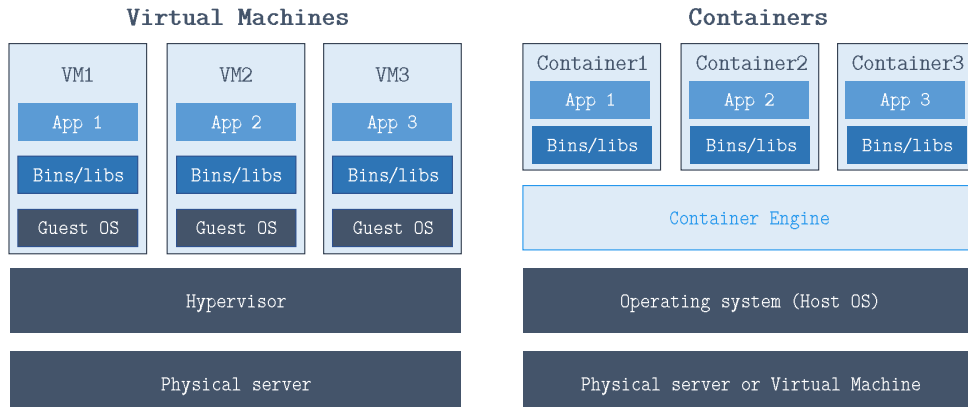 Virtual Machines
VM1
App 1
Bins/libs
Guest OS
VM2
App 2
Bins/libs
Guest OS
VM3
App 3
Bins/libs
Guest OS
Hypervisor
Physical server
Containers
Container1
App 1
Bins/libs
Container2
App 2
Bins/libs
Container3
App 3
Bins/libs
Container Engine
Operating system (Host OS)
Physical server or Virtual Machine